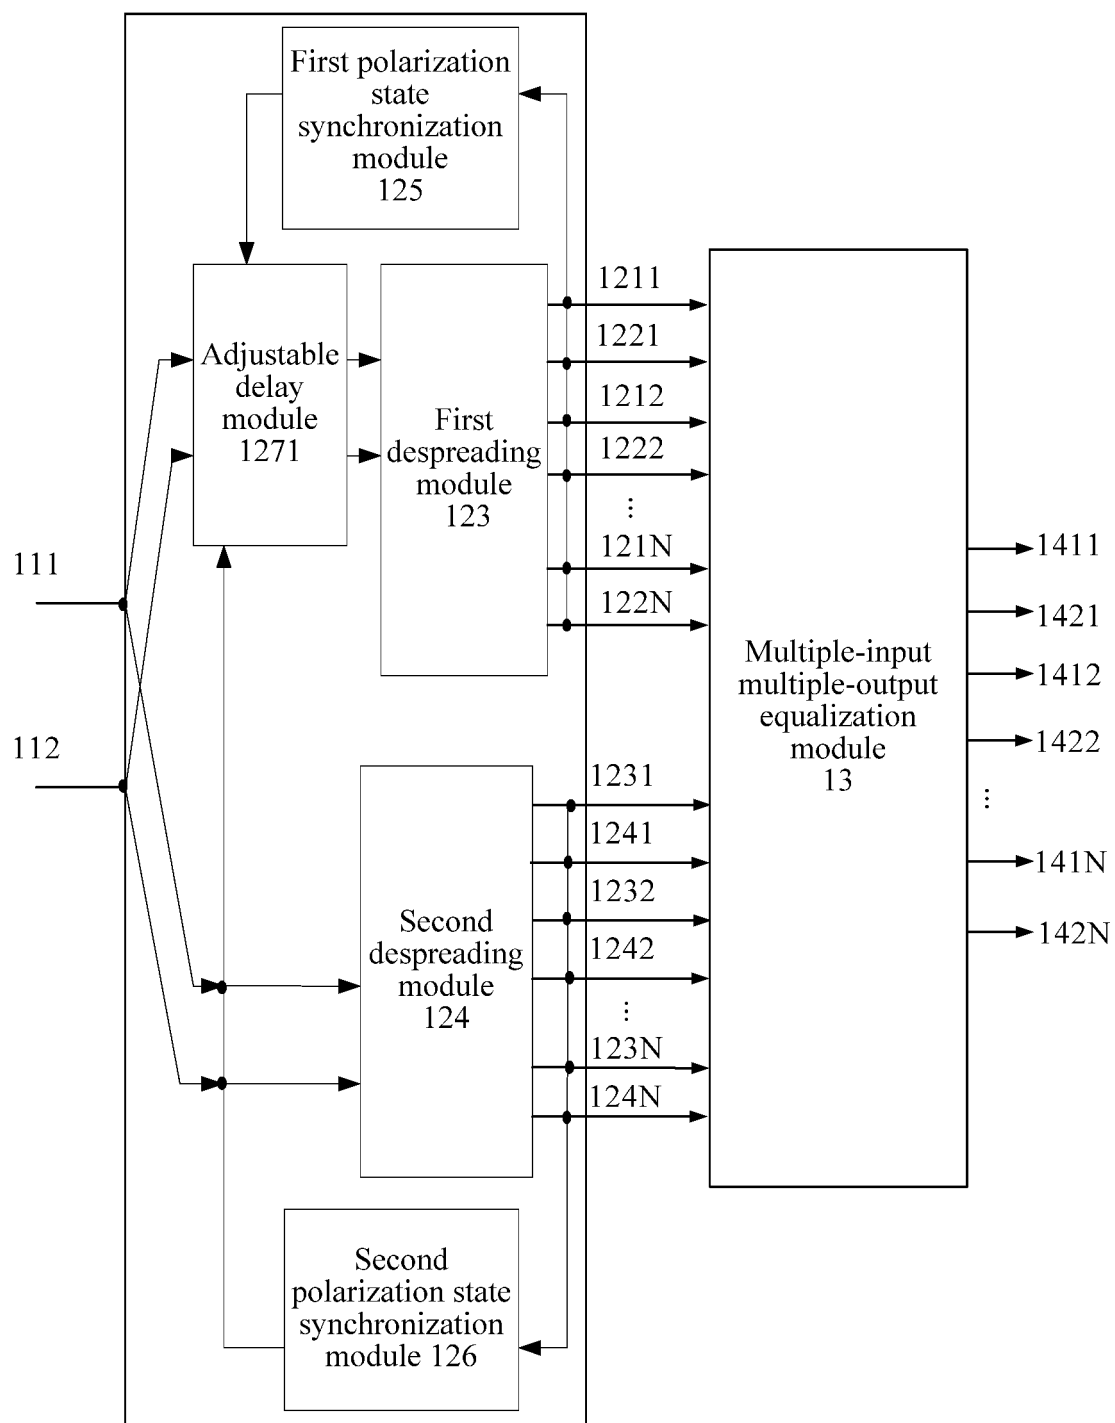 First polarization
state
synchronization
module
125
Adjustable
delay
module
1271
First
despreading
module
123
1211
1221
1212
1222
...
121N
122N
111
112
Second
despreading
module
124
1231
1241
1232
1242
...
123N
124N
Second
polarization state
synchronization
module 126
Multiple-input
multiple-output
equalization
module
13
1411
1421
1412
1422
...
141N
142N